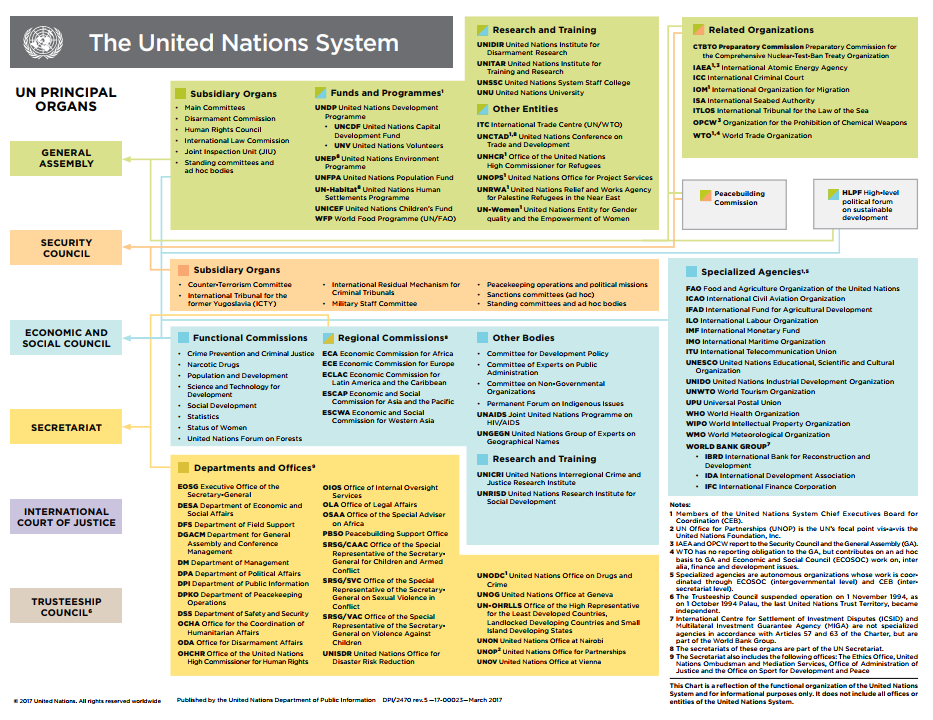 The United Nations System
UN PRINCIPAL
ORGANS
GENERAL
ASSEMBLY
SECURITY
COUNCIL
ECONOMIC AND
SOCIAL COUNCIL
SECRETARIAT
INTERNATIONAL
COURT OF JUSTICE
TRUSTEESHIP
COUNCIL⁶
Subsidiary Organs
• Main Committees
• Disarmament Commission
• Human Rights Council
• International Law Commission
• Joint Inspection Unit (JIU)
• Standing committees and
ad hoc bodies
Funds and Programmes¹
UNDP United Nations Development
Programme
• UNCDF United Nations Capital
Development Fund
• UNV United Nations Volunteers
UNEP⁸ United Nations Environment
Programme
UNFPA United Nations Population Fund
UN-Habitat⁸ United Nations Human
Settlements Programme
UNICEF United Nations Children's Fund
WFP World Food Programme (UN/FAO)
Research and Training
UNIDIR United Nations Institute for
Disarmament Research
UNITAR United Nations Institute for
Training and Research
UNSSC United Nations System Staff College
UNU United Nations University
Other Entities
ITC International Trade Centre (UN/WTO)
UNCTAD¹,⁸ United Nations Conference on
Trade and Development
UNHCR¹ Office of the United Nations
High Commissioner for Refugees
UNOPS¹ United Nations Office for Project Services
UNRWA¹ United Nations Relief and Works Agency
for Palestine Refugees in the Near East
UN-Women¹ United Nations Entity for Gender
quality and the Empowerment of Women
Related Organizations
CTBTO Preparatory Commission Preparatory Commission for
the Comprehensive Nuclear-Test-Ban Treaty Organization
IAEA¹,³ International Atomic Energy Agency
ICC International Criminal Court
IOM¹ International Organization for Migration
ISA International Seabed Authority
ITLOS International Tribunal for the Law of the Sea
OPCW³ Organization for the Prohibition of Chemical Weapons
WTO¹,⁴ World Trade Organization
Peacebuilding
Commission
HLPF High-level
political forum
on sustainable
development
Subsidiary Organs
• Counter-Terrorism Committee
• International Tribunal for the
former Yugoslavia (ICTY)
• International Residual Mechanism for
Criminal Tribunals
• Military Staff Committee
• Peacekeeping operations and political missions
• Sanctions committees (ad hoc)
• Standing committees and ad hoc bodies
Functional Commissions
• Crime Prevention and Criminal Justice
• Narcotic Drugs
• Population and Development
• Science and Technology for
Development
• Social Development
• Statistics
• Status of Women
• United Nations Forum on Forests
Regional Commissions⁸
ECA Economic Commission for Africa
ECE Economic Commission for Europe
ECLAC Economic Commission for
Latin America and the Caribbean
ESCAP Economic and Social
Commission for Asia and the Pacific
ESCWA Economic and Social
Commission for Western Asia
Other Bodies
• Committee for Development Policy
• Committee of Experts on Public
Administration
• Committee on Non-Governmental
Organizations
• Permanent Forum on Indigenous Issues
UNAIDS Joint United Nations Programme on
HIV/AIDS
UNGEGN United Nations Group of Experts on
Geographical Names
Research and Training
UNICRI United Nations Interregional Crime and
Justice Research Institute
UNRISD United Nations Research Institute for
Social Development
Specialized Agencies¹,⁵
FAO Food and Agriculture Organization of the United Nations
ICAO International Civil Aviation Organization
IFAD International Fund for Agricultural Development
ILO International Labour Organization
IMF International Monetary Fund
IMO International Maritime Organization
ITU International Telecommunication Union
UNESCO United Nations Educational, Scientific and Cultural
Organization
UNIDO United Nations Industrial Development Organization
UNWTO World Tourism Organization
UPU Universal Postal Union
WHO World Health Organization
WIPO World Intellectual Property Organization
WMO World Meteorological Organization
WORLD BANK GROUP⁷
• IBRD International Bank for Reconstruction and
Development
• IDA International Development Association
• IFC International Finance Corporation
Departments and Offices⁹
EOSG Executive Office of the
Secretary-General
DESA Department of Economic and
Social Affairs
DFS Department of Field Support
DGACM Department for General
Assembly and Conference
Management
DM Department of Management
DPA Department of Political Affairs
DPI Department of Public Information
DPKO Department of Peacekeeping
Operations
DSS Department of Safety and Security
OCHA Office for the Coordination of
Humanitarian Affairs
ODA Office for Disarmament Affairs
OHCHR Office of the United Nations
High Commissioner for Human Rights
OIOS Office of Internal Oversight
Services
OLA Office of Legal Affairs
OSAA Office of the Special Adviser
on Africa
PBSO Peacebuilding Support Office
SRSG/CAAC Office of the Special
Representative of the Secretary-
General for Children and Armed
Conflict
SRSG/SVC Office of the Special
Representative of the Secretary-
General on Sexual Violence in
Conflict
SRSG/VAC Office of the Special
Representative of the Secretary-
General on Violence Against
Children
UNISDR United Nations Office for
Disaster Risk Reduction
UNODC¹ United Nations Office on Drugs and
Crime
UNOG United Nations Office at Geneva
UN-OHRLLS Office of the High Representative
for the Least Developed Countries,
Landlocked Developing Countries and Small
Island Developing States
UNON United Nations Office at Nairobi
UNOP² United Nations Office for Partnerships
UNOV United Nations Office at Vienna
Notes:
1 Members of the United Nations System Chief Executives Board for
Coordination (CEB).
2 UN Office for Partnerships (UNOP) is the UN's focal point vis-a-vis the
United Nations Foundation, Inc.
3 IAEA and OPCW report to the Security Council and the General Assembly (GA).
4 WTO has no reporting obligation to the GA, but contributes on an ad hoc
basis to GA and Economic and Social Council (ECOSOC) work on, inter
alia, finance and development issues.
5 Specialized agencies are autonomous organizations whose work is coor-
dinated through ECOSOC (intergovernmental level) and CEB (inter-
secretariat level).
6 The Trusteeship Council suspended operation on 1 November 1994, as
on 1 October 1994 Palau, the last United Nations Trust Territory, became
independent.
7 International Centre for Settlement of Investment Disputes (ICSID) and
Multilateral Investment Guarantee Agency (MIGA) are not specialized
agencies in accordance with Articles 57 and 63 of the Charter, but are
part of the World Bank Group.
8 The secretariats of these organs are part of the UN Secretariat.
9 The Secretariat also includes the following offices: The Ethics Office, United
Nations Ombudsman and Mediation Services, Office of Administration of
Justice and the Office on Sport for Development and Peace
This Chart is a reflection of the functional organization of the United Nations
System and for informational purposes only. It does not include all offices or
entities of the United Nations System.
© 2017 United Nations. All rights reserved worldwide
Published by the United Nations Department of Public Information DPI/2470 rev.5 —17-00023—March 2017